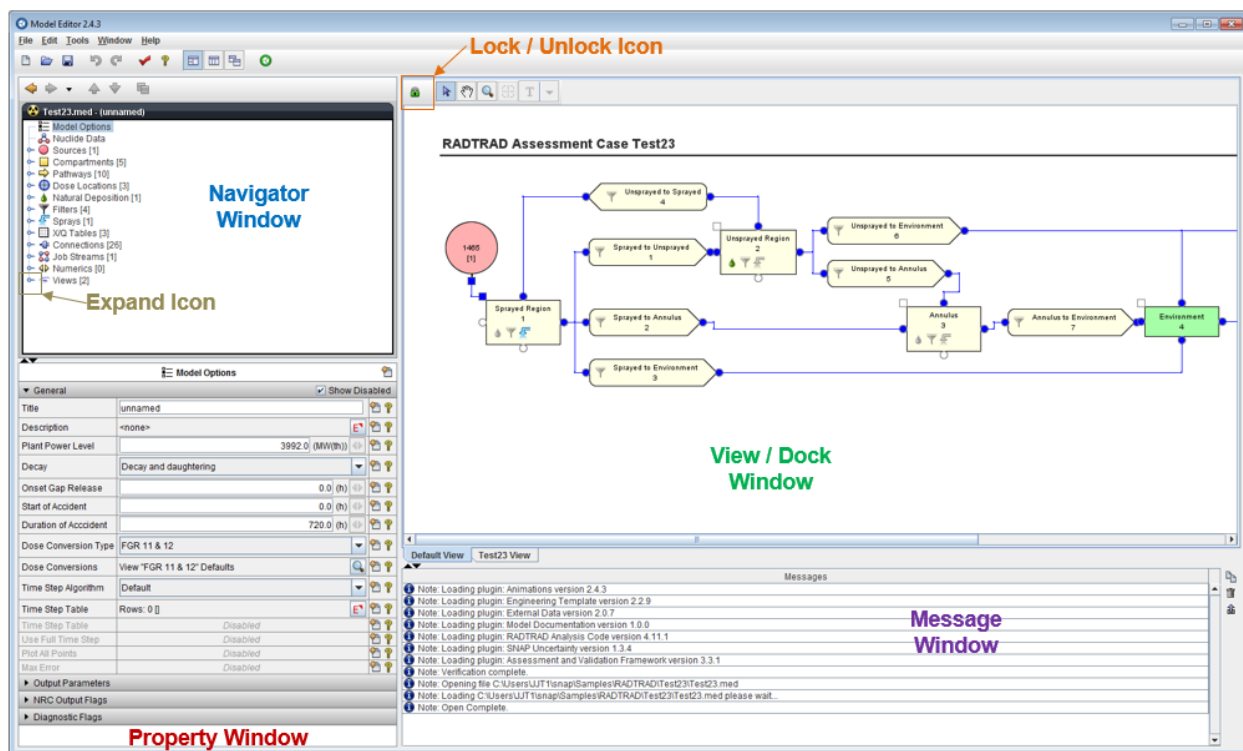 Model Editor 2.4.3
File Edit Tools Window Help
Lock / Unlock Icon
Test23.med - (unnamed)
Model Options
Nuclide Data
Sources [1]
Compartments [5]
Pathways [10]
Dose Locations [3]
Natural Deposition [1]
Filters [4]
Sprays [1]
X/Q Tables [3]
Connections [26]
Job Streams [1]
Numerics [0]
Views [2]
Navigator
Window
Expand Icon
Model Options
General Show Disabled
Title unnamed
Description <none>
Plant Power Level 3992.0 (MW(th))
Decay Decay and daughtering
Onset Gap Release 0.0 (h)
Start of Accident 0.0 (h)
Duration of Acccident 720.0 (h)
Dose Conversion Type FGR 11 & 12
Dose Conversions View "FGR 11 & 12" Defaults
Time Step Algorithm Default
Time Step Table Rows: 0 []
Time Step Table Disabled
Use Full Time Step Disabled
Plot All Points Disabled
Max Error Disabled
Output Parameters
NRC Output Flags
Diagnostic Flags
Property Window
RADTRAD Assessment Case Test23
Unsprayed to Sprayed
4
1465
[1]
Sprayed to Unsprayed
1
Unsprayed Region
2
Unsprayed to Environment
6
Unsprayed to Annulus
5
Sprayed Region
1
Sprayed to Annulus
2
Annulus
3
Annulus to Environment
7
Environment
4
Sprayed to Environment
3
View / Dock
Window
Default View Test23 View
Messages
Note: Loading plugin: Animations version 2.4.3
Note: Loading plugin: Engineering Template version 2.2.9
Note: Loading plugin: External Data version 2.0.7
Note: Loading plugin: Model Documentation version 1.0.0
Note: Loading plugin: RADTRAD Analysis Code version 4.11.1
Note: Loading plugin: SNAP Uncertainty version 1.3.4
Note: Loading plugin: Assessment and Validation Framework version 3.3.1
Note: Verification complete.
Note: Opening file C:\Users\JJT1\snap\Samples\RADTRAD\Test23\Test23.med
Note: Loading C:\Users\JJT1\snap\Samples\RADTRAD\Test23\Test23.med please wait...
Note: Open Complete.
Message
Window